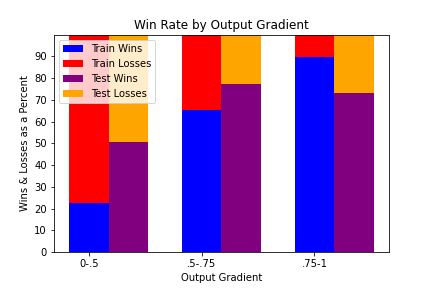 Win Rate by Output Gradient
Train Wins
Train Losses
Test Wins
Test Losses
Wins & Losses as a Percent
90
80
70
60
50
40
30
20
10
0
0-.5
.5-.75
.75-1
Output Gradient